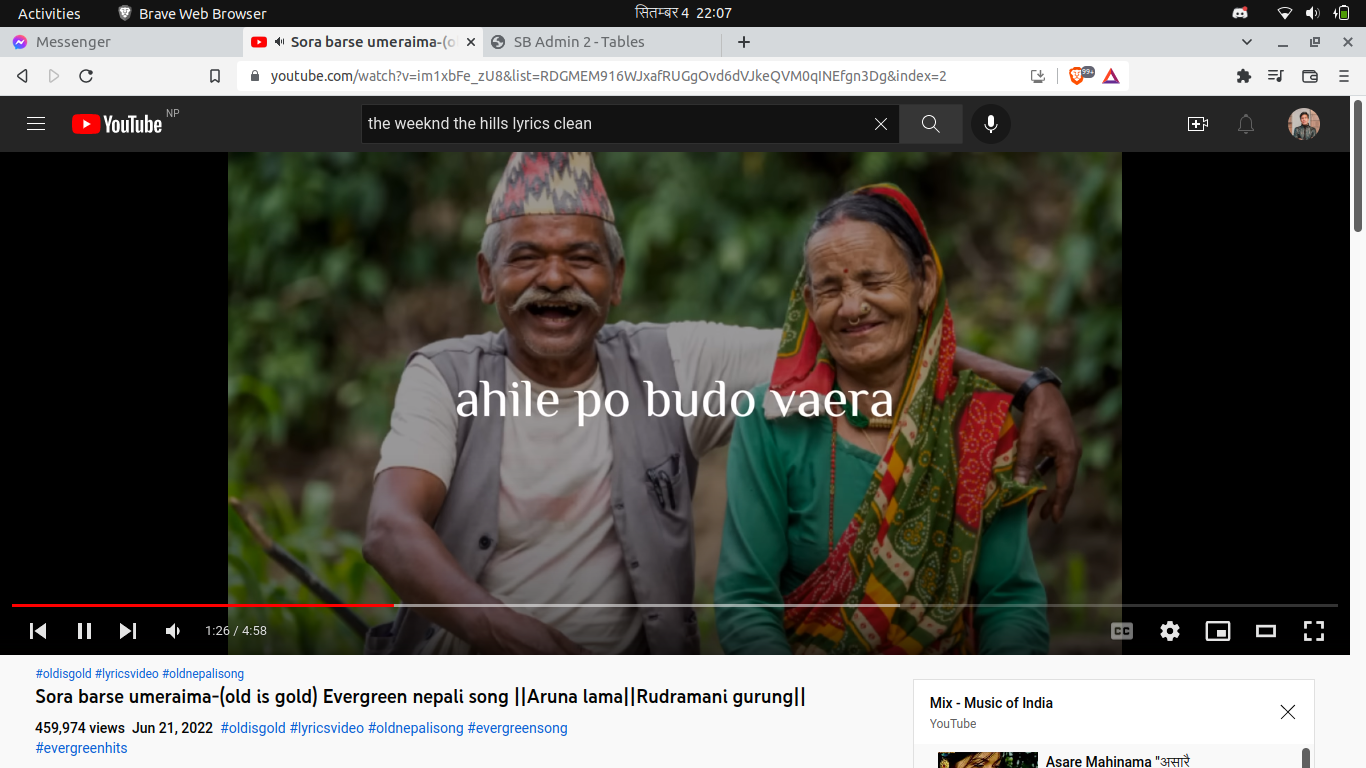 Activities Brave Web Browser सितम्बर 4 22:07
Messenger Sora barse umeraima-(o SB Admin 2 - Tables
youtube.com/watch?v=im1xbFe_zU8&list=RDGMEM916WJxafRUGgOvd6dVJkeQVM0qINEfgn3Dg&index=2 99+
YouTube NP the weeknd the hills lyrics clean
ahile po budo vaera
1:26 / 4:58 CC
#oldisgold #lyricsvideo #oldnepalisong
Sora barse umeraima-(old is gold) Evergreen nepali song ||Aruna lama||Rudramani gurung||
459,974 views Jun 21, 2022 #oldisgold #lyricsvideo #oldnepalisong #evergreensong
#evergreenhits
Mix - Music of India
YouTube
Asare Mahinama "असारै